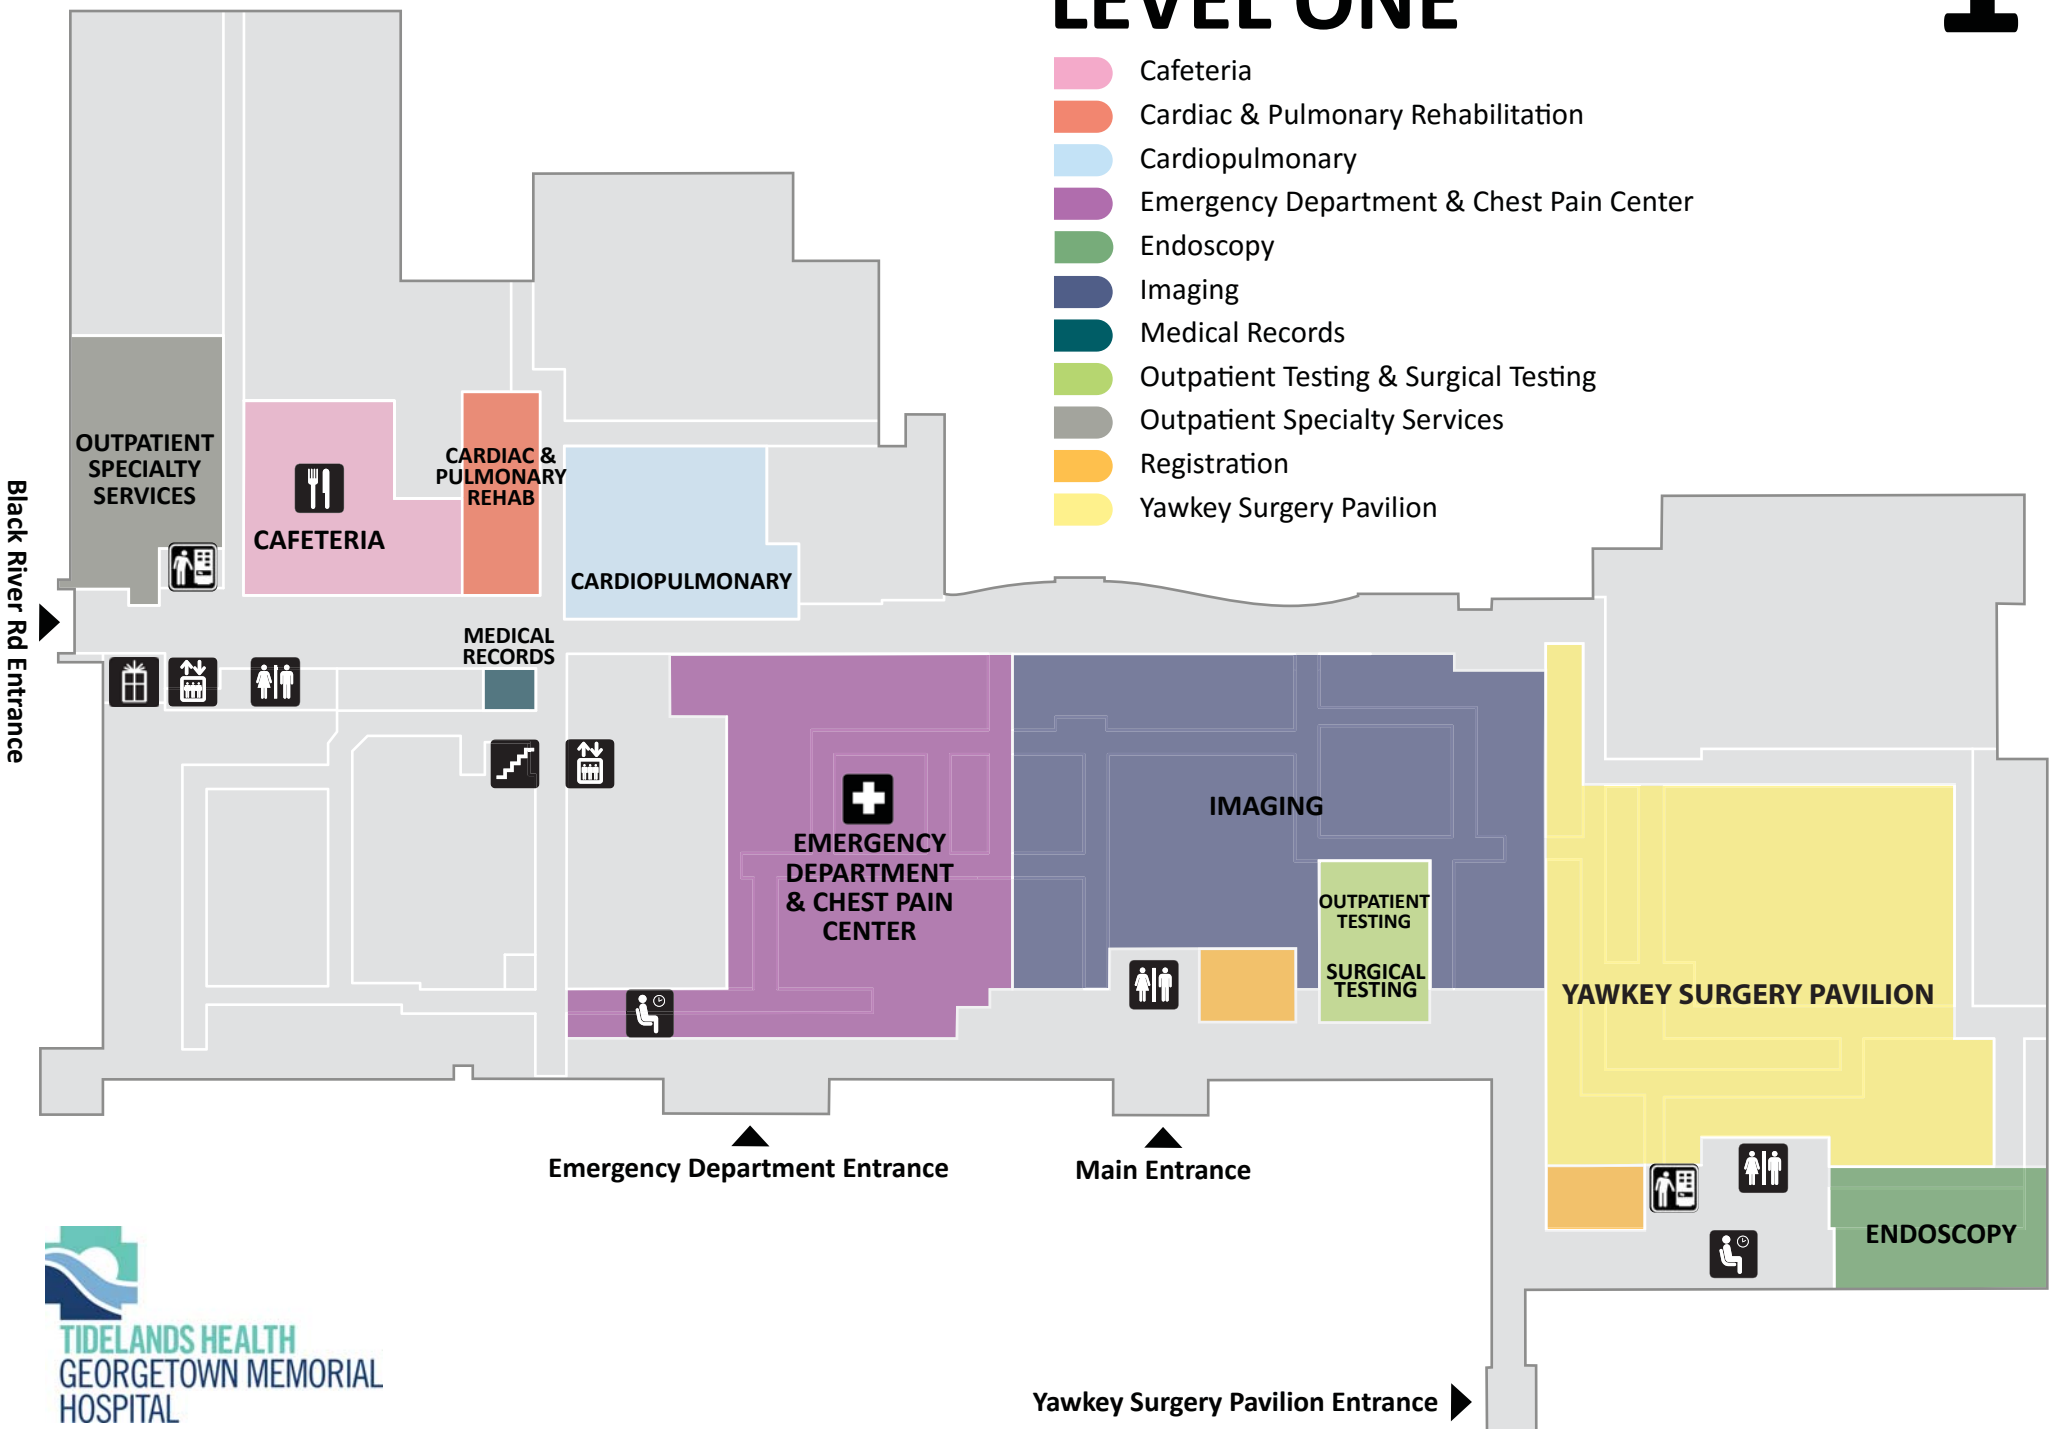 LEVEL ONE
1
Cafeteria
Cardiac & Pulmonary Rehabilitation
Cardiopulmonary
Emergency Department & Chest Pain Center
Endoscopy
Imaging
Medical Records
Outpatient Testing & Surgical Testing
Outpatient Specialty Services
Registration
Yawkey Surgery Pavilion
OUTPATIENT
SPECIALTY
SERVICES
CAFETERIA
CARDIAC &
PULMONARY
REHAB
CARDIOPULMONARY
Black River Rd Entrance
MEDICAL
RECORDS
EMERGENCY
DEPARTMENT
& CHEST PAIN
CENTER
IMAGING
OUTPATIENT
TESTING
SURGICAL
TESTING
YAWKEY SURGERY PAVILION
ENDOSCOPY
Emergency Department Entrance
Main Entrance
Yawkey Surgery Pavilion Entrance
TIDELANDS HEALTH
GEORGETOWN MEMORIAL
HOSPITAL